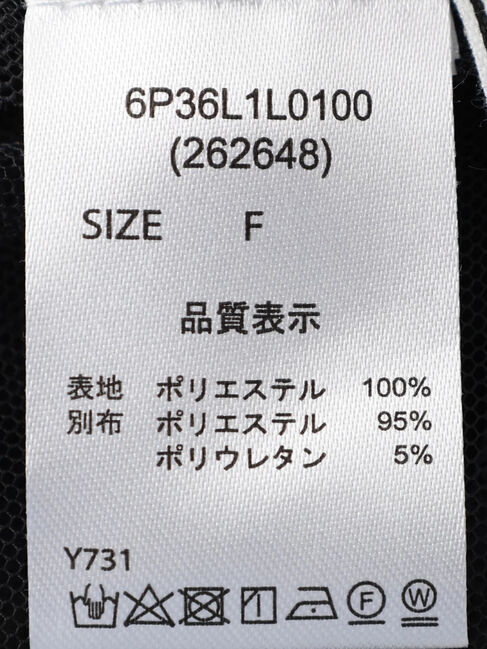 6P36L1L0100
(262648)
SIZE F
品質表示
表地 ポリエステル 100%
別布 ポリエステル 95%
ポリウレタン 5%
Y731
F W